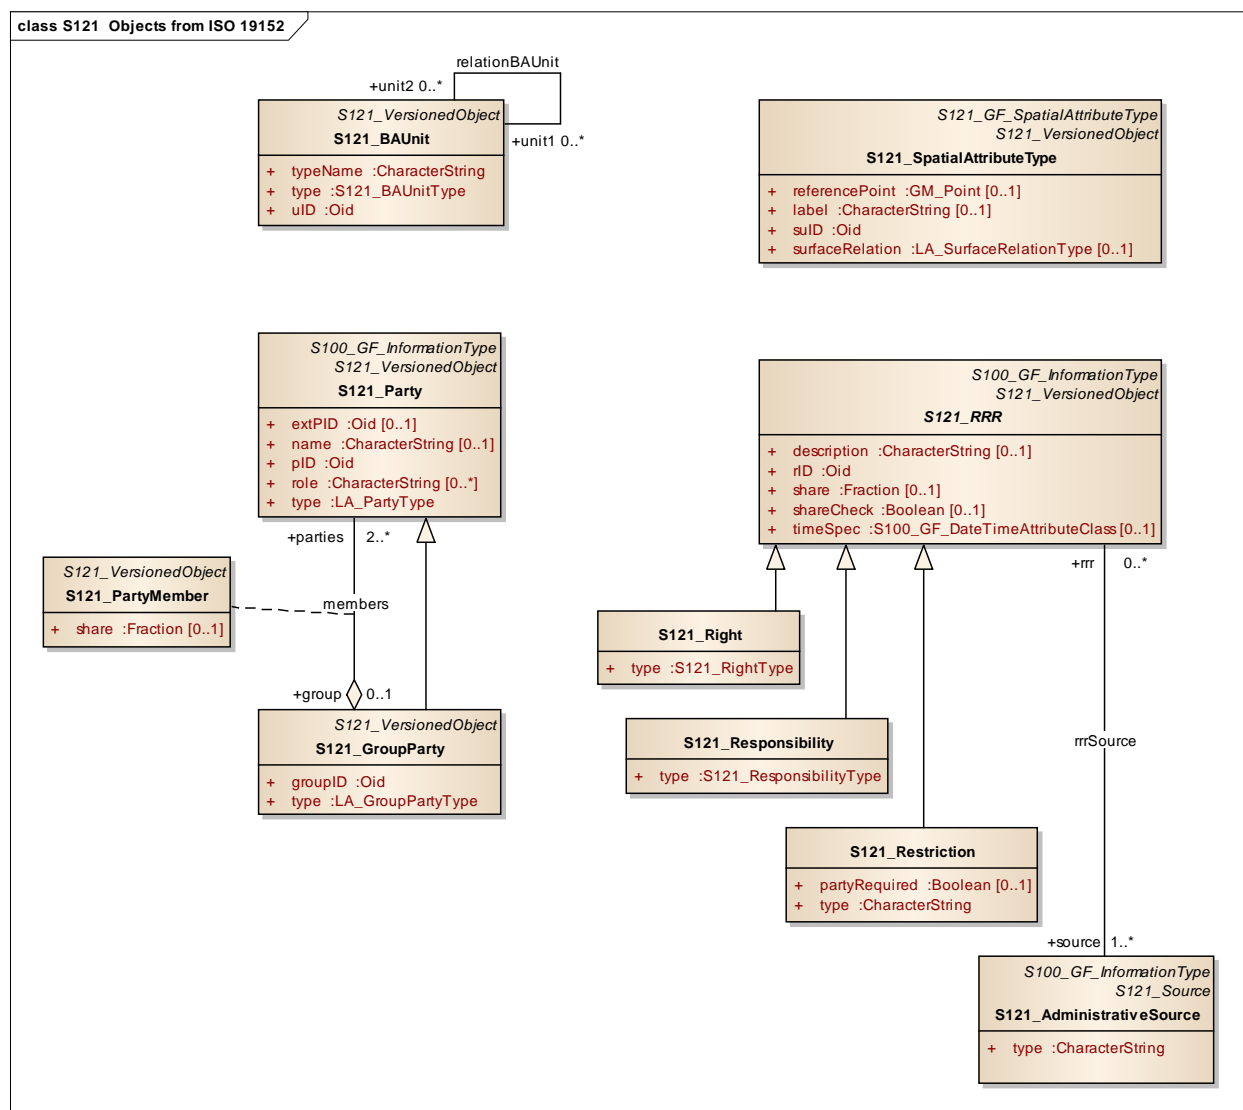 class S121 Objects from ISO 19152
relationBAUnit
+unit2 0..*
S121_VersionedObject
S121_BAUnit
+ typeName :CharacterString
+ type :S121_BAUnitType
+ uID :Oid
+unit1 0..*
S121_GF_SpatialAttributeType
S121_VersionedObject
S121_SpatialAttributeType
+ referencePoint :GM_Point [0..1]
+ label :CharacterString [0..1]
+ suID :Oid
+ surfaceRelation :LA_SurfaceRelationType [0..1]
S100_GF_InformationType
S121_VersionedObject
S121_Party
+ extPID :Oid [0..1]
+ name :CharacterString [0..1]
+ pID :Oid
+ role :CharacterString [0..*]
+ type :LA_PartyType
+parties 2..*
S121_VersionedObject
S121_PartyMember
+ share :Fraction [0..1]
members
+group 0..1
S121_VersionedObject
S121_GroupParty
+ groupID :Oid
+ type :LA_GroupPartyType
S100_GF_InformationType
S121_VersionedObject
S121_RRR
+ description :CharacterString [0..1]
+ rID :Oid
+ share :Fraction [0..1]
+ shareCheck :Boolean [0..1]
+ timeSpec :S100_GF_DateTimeAttributeClass [0..1]
+rrr 0..*
S121_Right
+ type :S121_RightType
S121_Responsibility
+ type :S121_ResponsibilityType
rrrSource
S121_Restriction
+ partyRequired :Boolean [0..1]
+ type :CharacterString
+source 1..*
S100_GF_InformationType
S121_Source
S121_AdministrativeSource
+ type :CharacterString